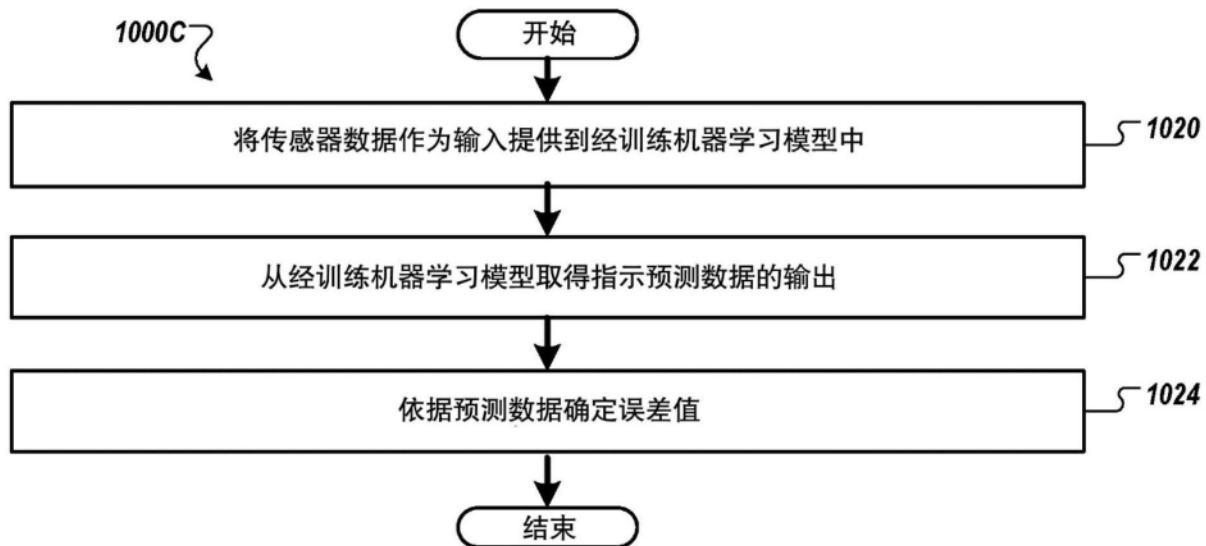 1000C
开始
将传感器数据作为输入提供到经训练机器学习模型中
1020
从经训练机器学习模型取得指示预测数据的输出
1022
依据预测数据确定误差值
1024
结束